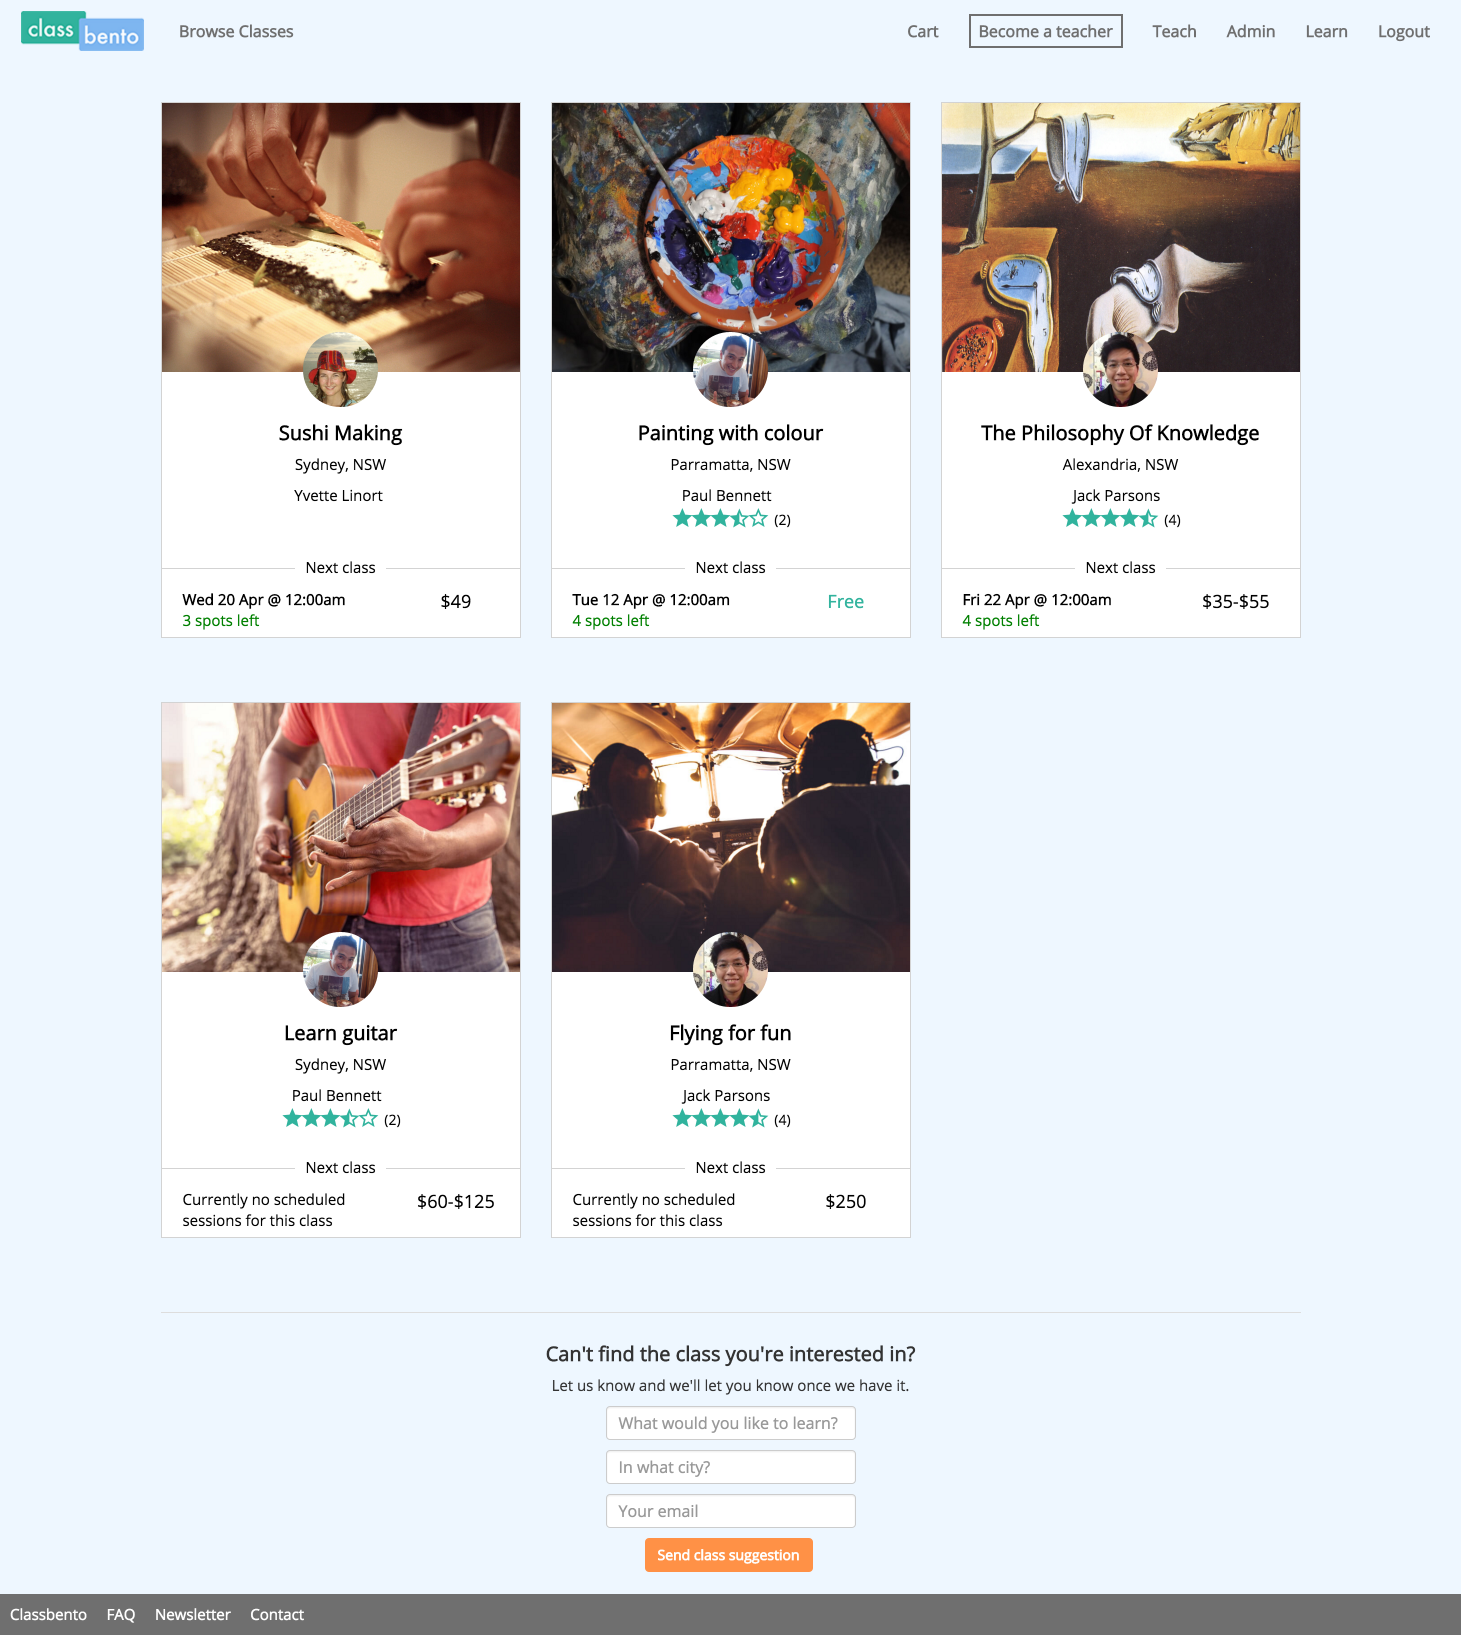 class
bento
Browse Classes
Cart
Become a teacher
Teach
Admin
Learn
Logout
Sushi Making
Sydney, NSW
Yvette Linort
Next class
Wed 20 Apr @ 12:00am
$49
3 spots left
Painting with colour
Parramatta, NSW
Paul Bennett
(2)
Next class
Tue 12 Apr @ 12:00am
Free
4 spots left
The Philosophy Of Knowledge
Alexandria, NSW
Jack Parsons
(4)
Next class
Fri 22 Apr @ 12:00am
$35-$55
4 spots left
Learn guitar
Sydney, NSW
Paul Bennett
(2)
Next class
Currently no scheduled
$60-$125
sessions for this class
Flying for fun
Parramatta, NSW
Jack Parsons
(4)
Next class
Currently no scheduled
$250
sessions for this class
Can't find the class you're interested in?
Let us know and we'll let you know once we have it.
What would you like to learn?
In what city?
Your email
Send class suggestion
Classbento
FAQ
Newsletter
Contact